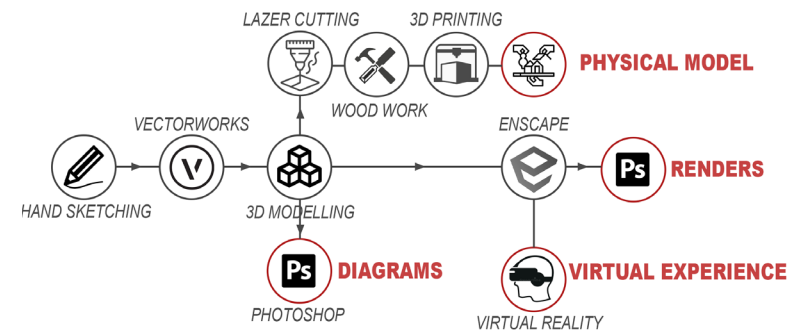 LAZER CUTTING
3D PRINTING
PHYSICAL MODEL
WOOD WORK
VECTORWORKS
ENSCAPE
V
Ps
RENDERS
HAND SKETCHING
3D MODELLING
Ps
DIAGRAMS
VIRTUAL EXPERIENCE
PHOTOSHOP
VIRTUAL REALITY